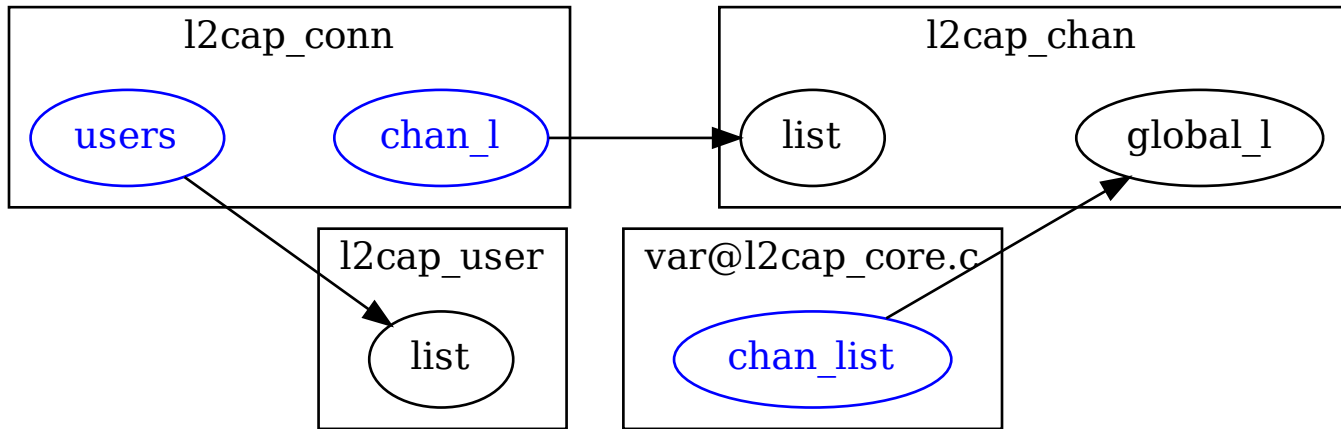 l2cap_conn
users
chan_l
l2cap_chan
list
global_l
l2cap_user
list
var@l2cap_core.c
chan_list